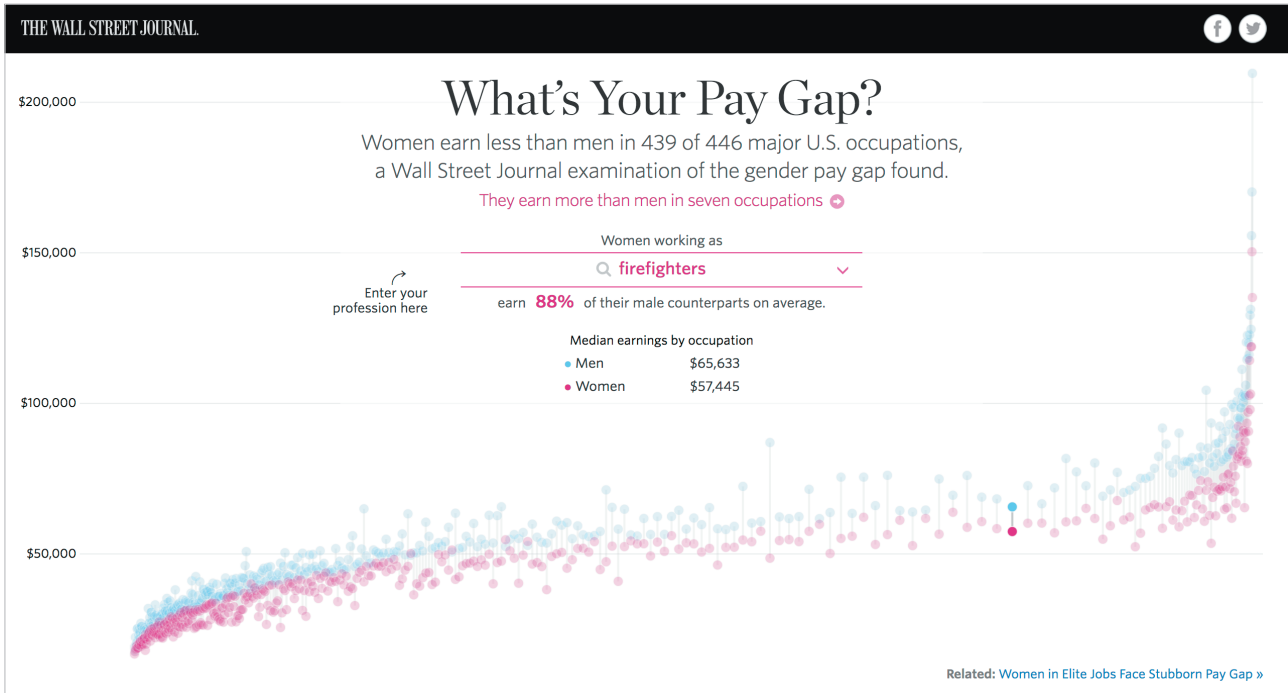 THE WALL STREET JOURNAL.
What's Your Pay Gap?
Women earn less than men in 439 of 446 major U.S. occupations,
a Wall Street Journal examination of the gender pay gap found.
They earn more than men in seven occupations
Women working as
firefighters
Enter your
profession here
earn 88% of their male counterparts on average.
Median earnings by occupation
Men $65,633
Women $57,445
$200,000
$150,000
$100,000
$50,000
Related: Women in Elite Jobs Face Stubborn Pay Gap »